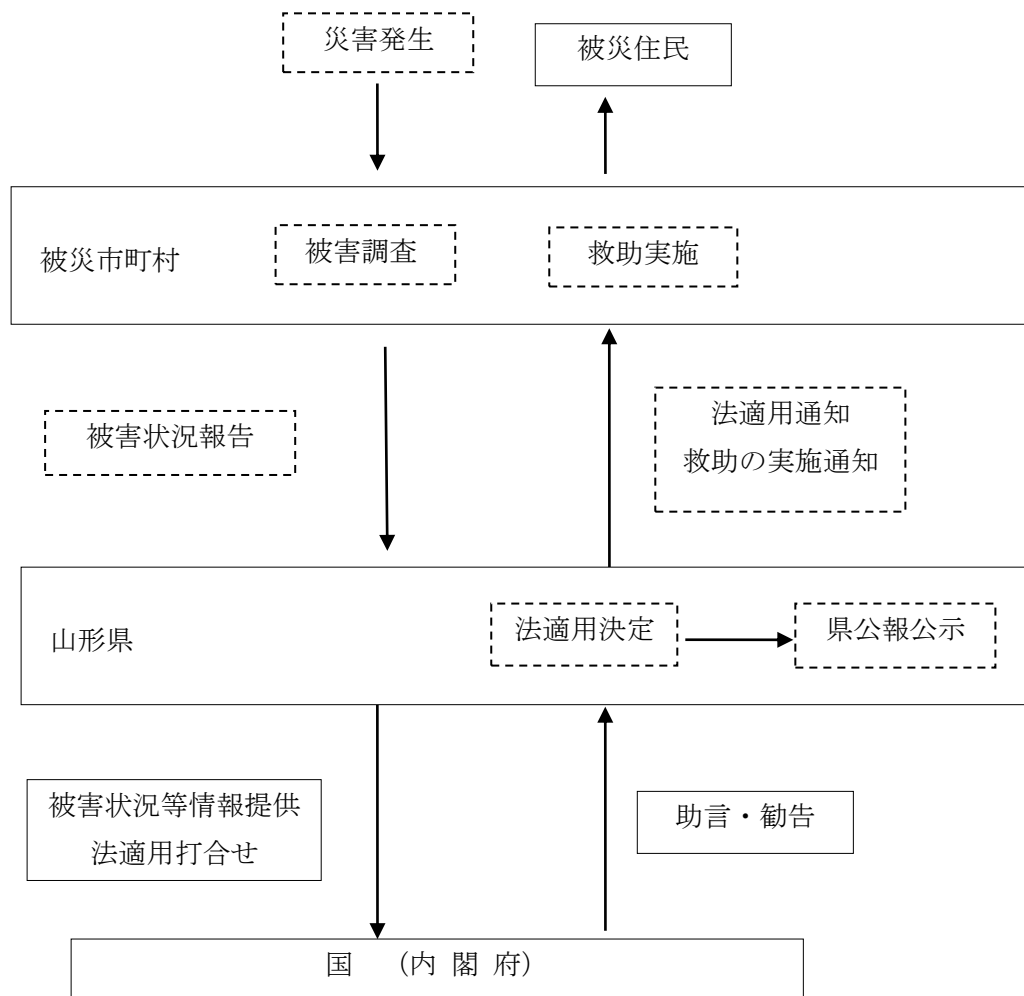 災害発生
被災住民
被災市町村
被害調査
救助実施
被害状況報告
法適用通知
救助の実施通知
山形県
法適用決定
県公報公示
被害状況等情報提供
法適用打合せ
助言・勧告
国　（内 閣 府）